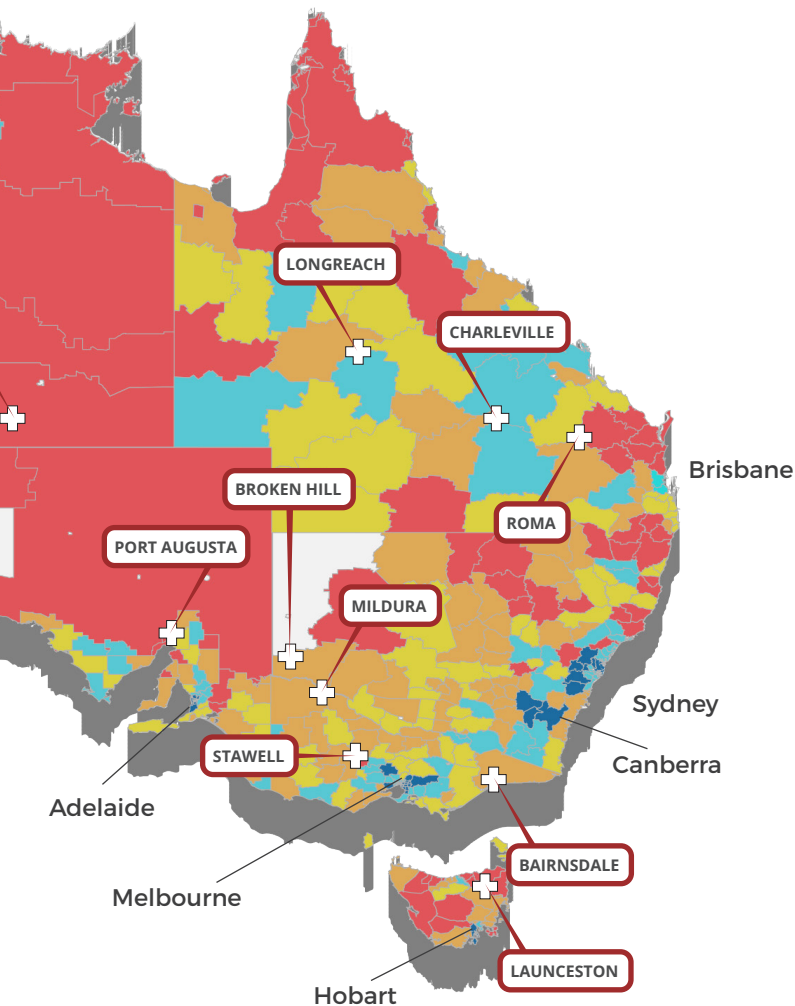 LONGREACH
CHARLEVILLE
Brisbane
BROKEN HILL
ROMA
PORT AUGUSTA
MILDURA
Sydney
STAWELL
Canberra
Adelaide
BAIRNSDALE
Melbourne
LAUNCESTON
Hobart